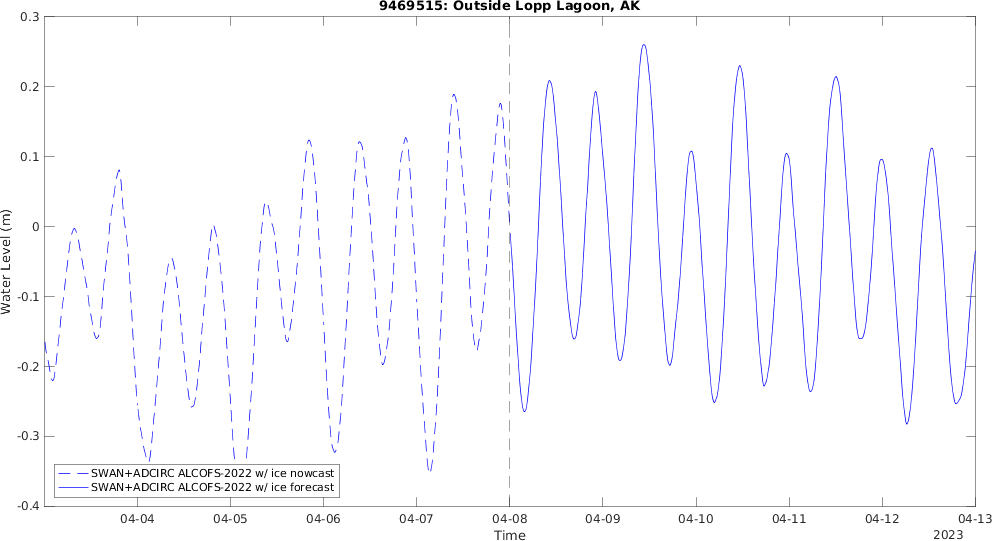 9469515: Outside Lopp Lagoon, AK
0.3
0.2
0.1
0
-0.1
-0.2
-0.3
-0.4
Water Level (m)
SWAN+ADCIRC ALCOFS-2022 w/ ice nowcast
SWAN+ADCIRC ALCOFS-2022 w/ ice forecast
04-04 04-05 04-06 04-07 04-08 04-09 04-10 04-11 04-12 04-13
Time
2023